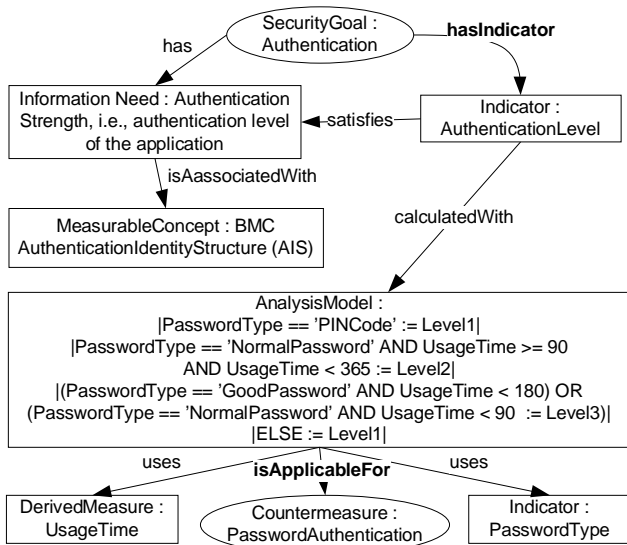 SecurityGoal :
Authentication
has
hasIndicator
Information Need : Authentication
Strength, i.e., authentication level
of the application
satisfies
Indicator :
AuthenticationLevel
isAassociatedWith
MeasurableConcept : BMC
AuthenticationIdentityStructure (AIS)
calculatedWith
AnalysisModel :
|PasswordType == 'PINCode' := Level1|
|PasswordType == 'NormalPassword' AND UsageTime >= 90
AND UsageTime < 365 := Level2|
|(PasswordType == 'GoodPassword' AND UsageTime < 180) OR
(PasswordType == 'NormalPassword' AND UsageTime < 90 := Level3)|
|ELSE := Level1|
uses
isApplicableFor
uses
DerivedMeasure :
UsageTime
Countermeasure :
PasswordAuthentication
Indicator :
PasswordType